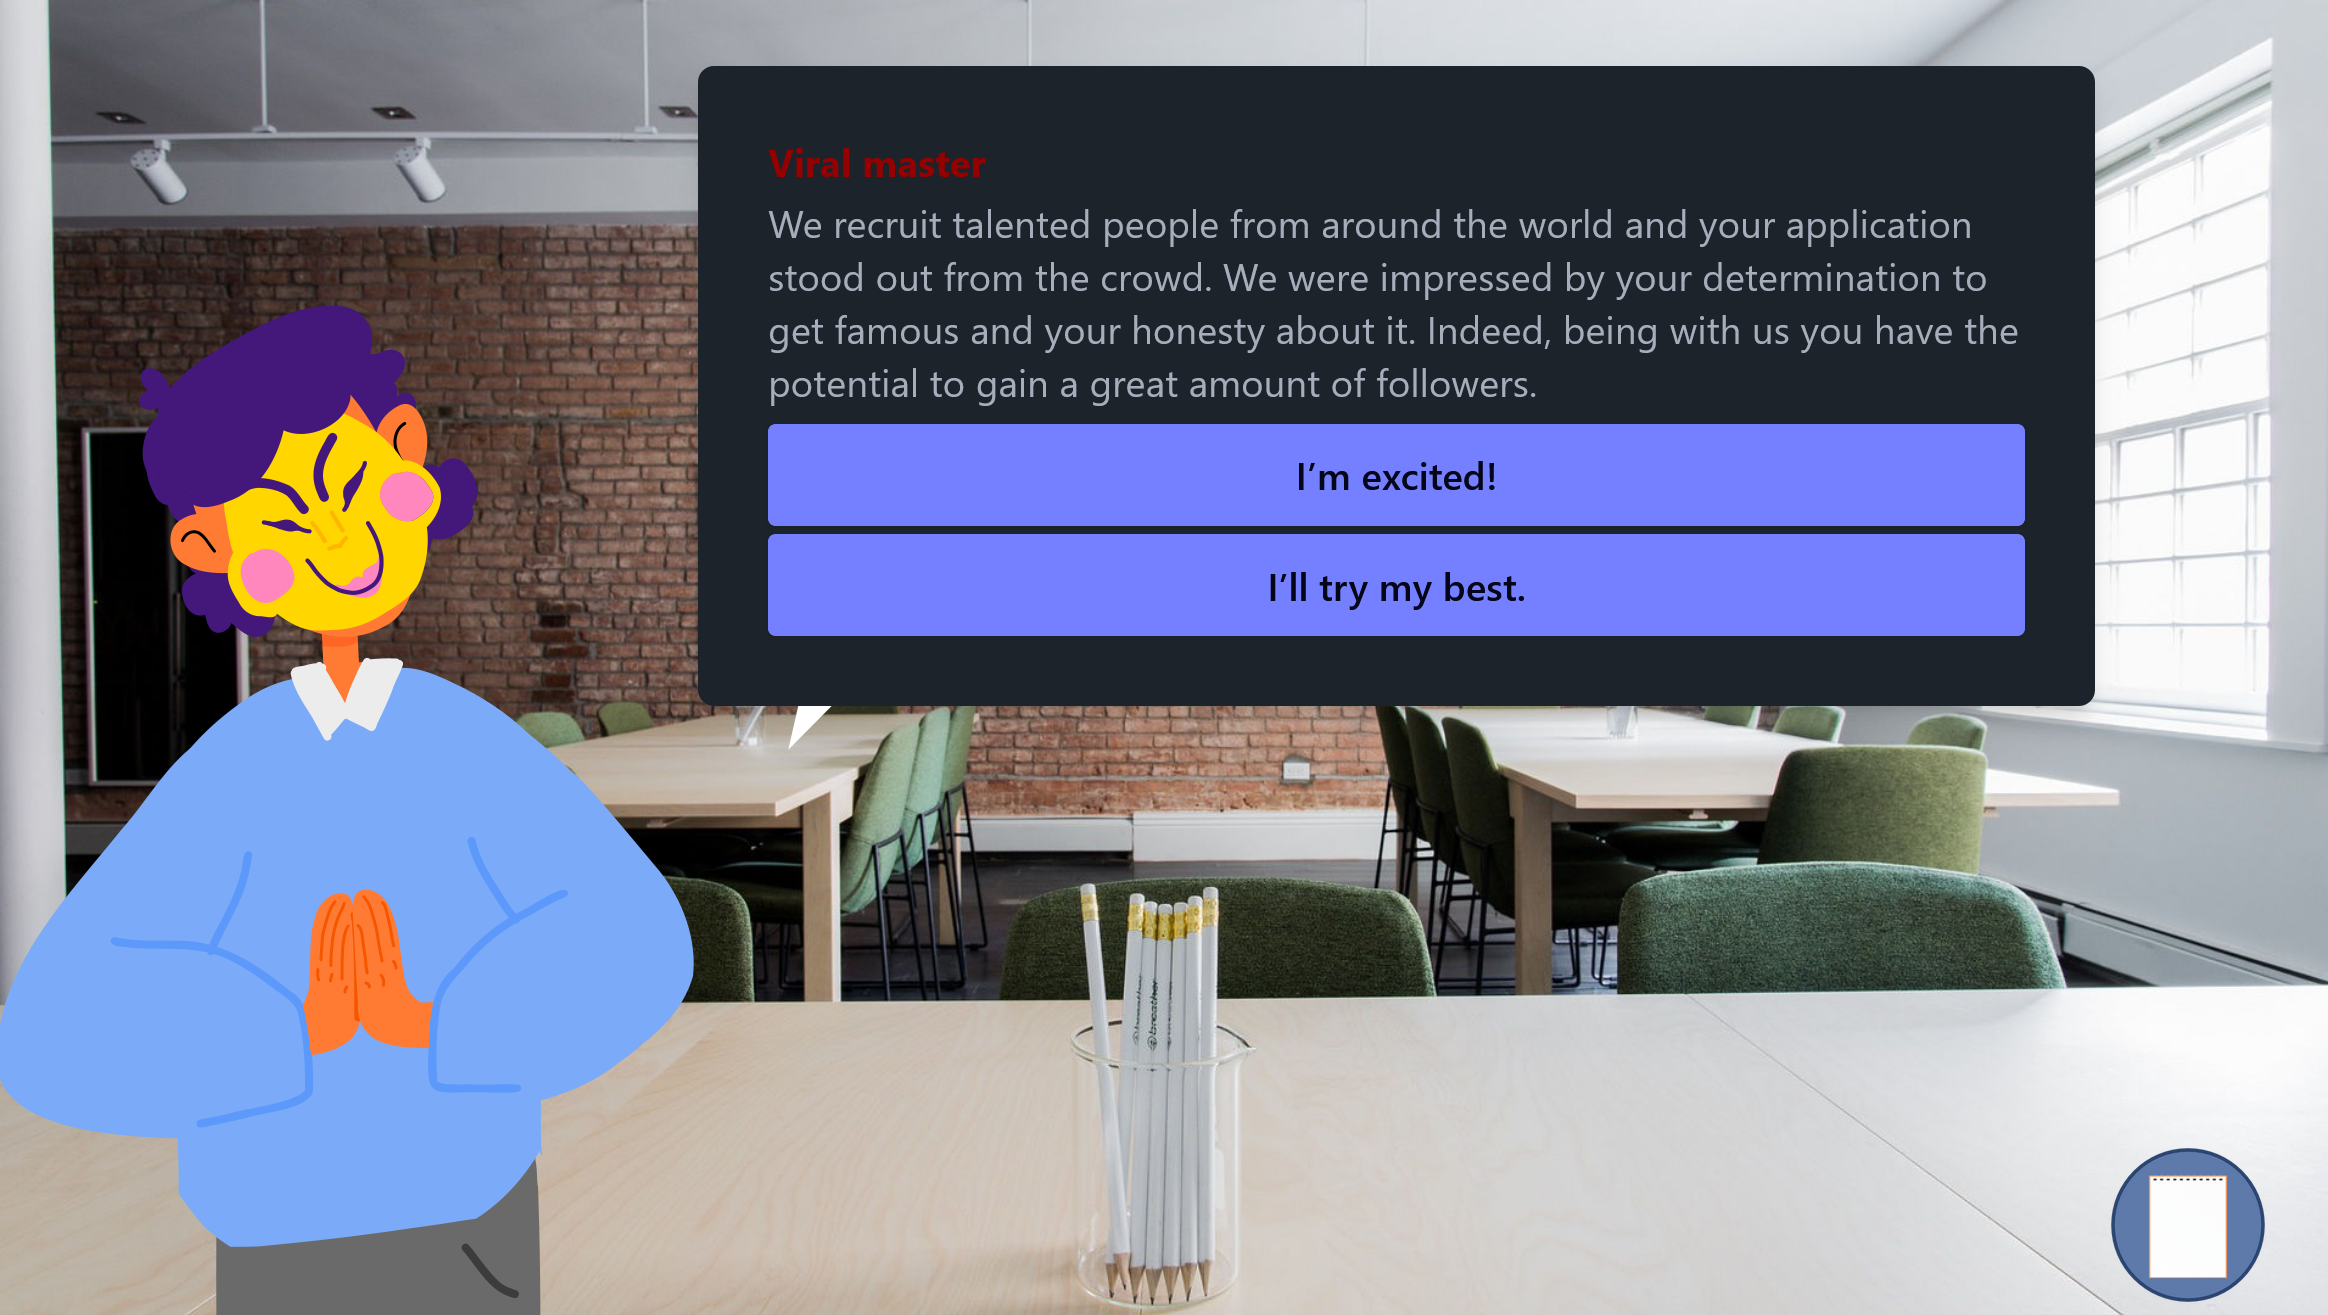 Viral master
We recruit talented people from around the world and your application
stood out from the crowd. We were impressed by your determination to
get famous and your honesty about it. Indeed, being with us you have the
potential to gain a great amount of followers.
I’m excited!
I’ll try my best.
breather